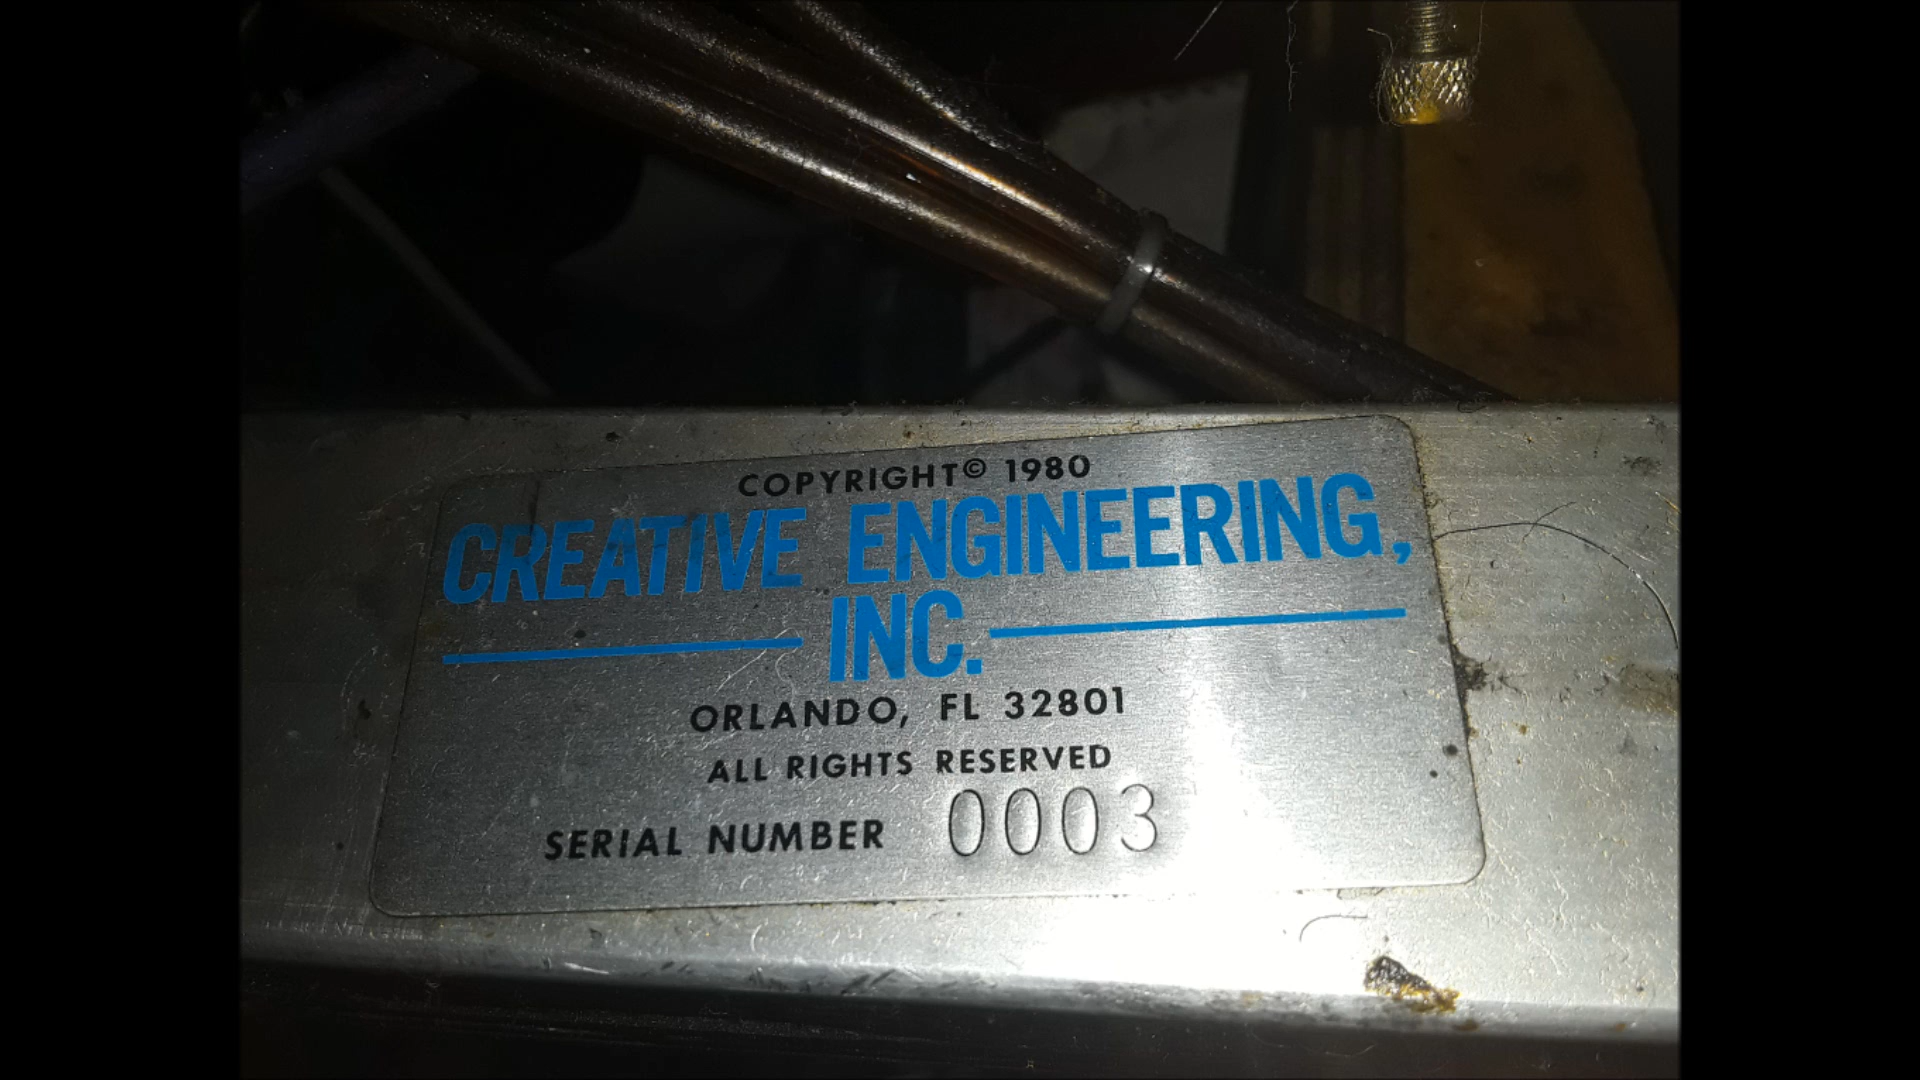 COPYRIGHT© 1980
CREATIVE ENGINEERING,
INC.
ORLANDO, FL 32801
ALL RIGHTS RESERVED
SERIAL NUMBER 0003